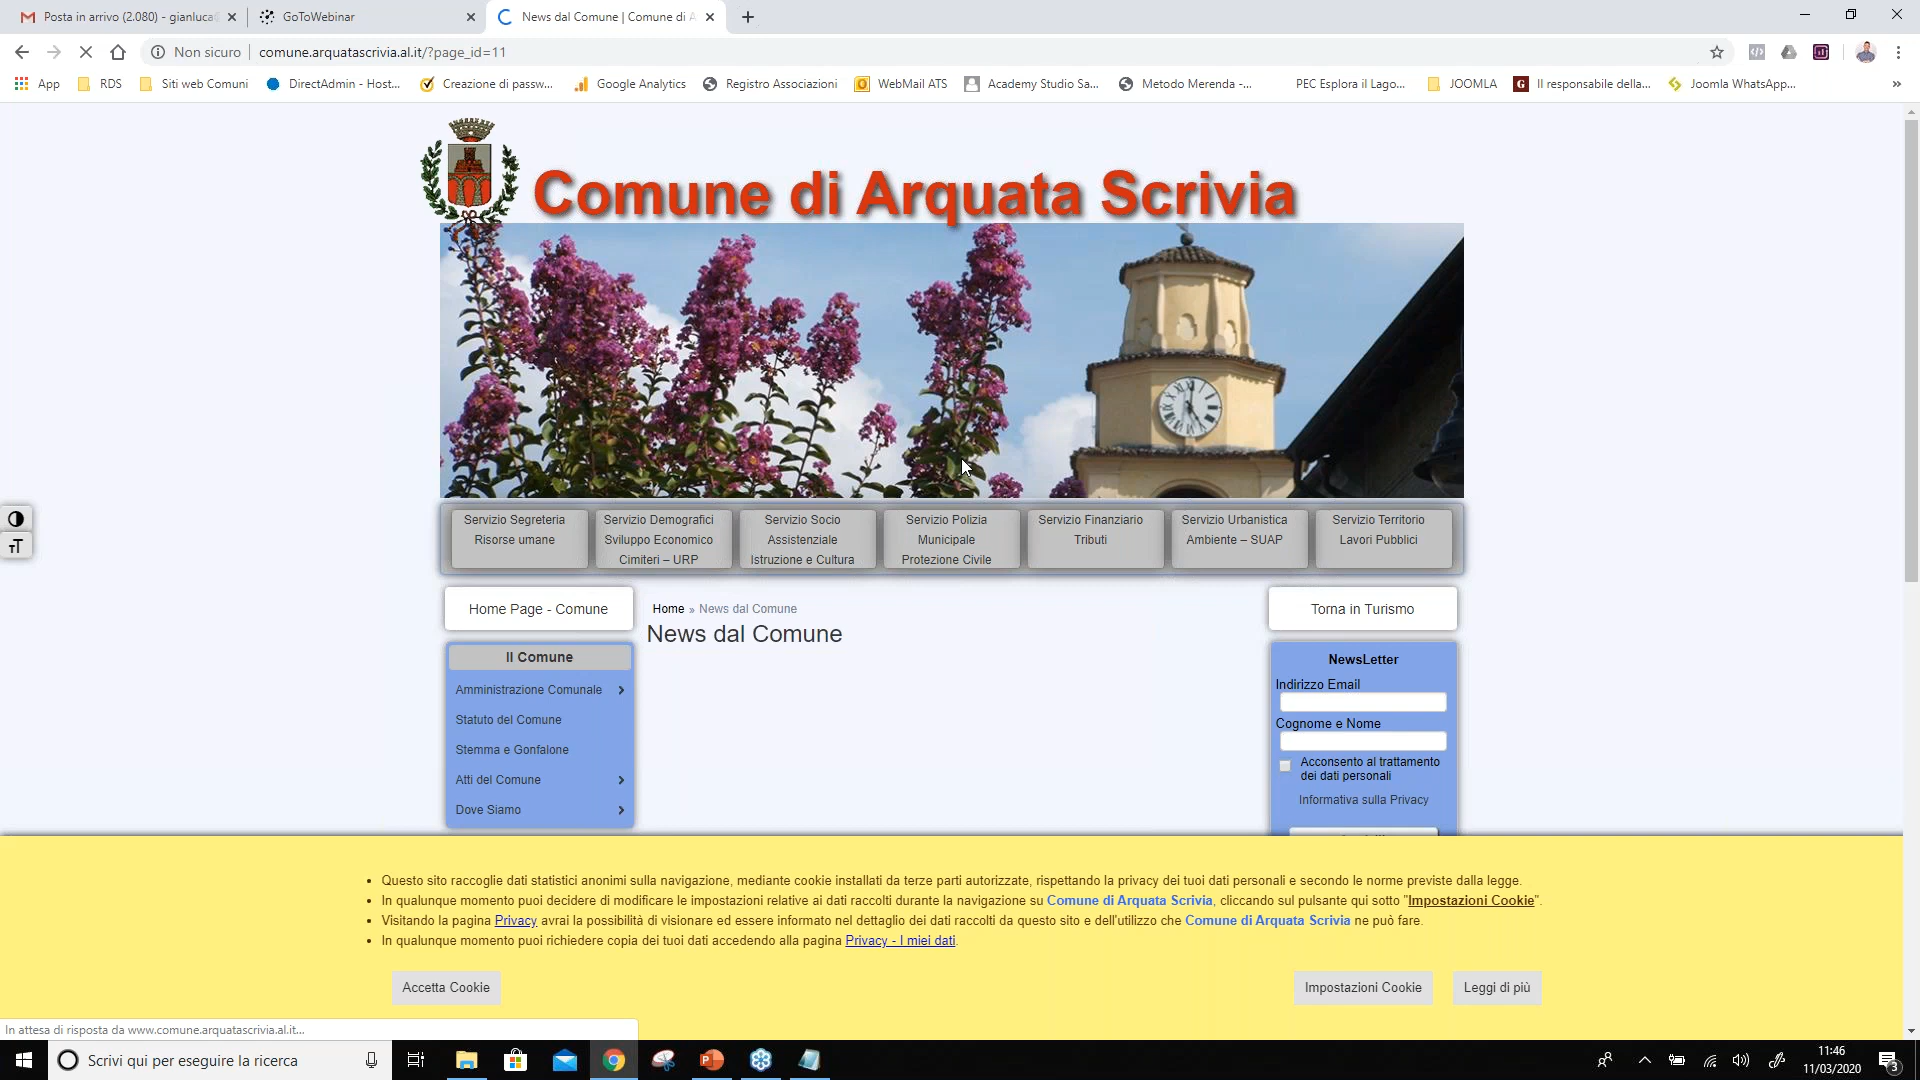 Posta in arrivo (2.080) - gianluca
GoToWebinar
News dal Comune | Comune di A
Non sicuro
comune.arquatascrivia.al.it/?page_id=11
App
RDS
Siti web Comuni
DirectAdmin - Host...
Creazione di passw...
Google Analytics
Registro Associazioni
WebMail ATS
Academy Studio Sa...
Metodo Merenda -...
PEC Esplora il Lago...
JOOMLA
Il responsabile della...
Joomla WhatsApp...
»
Comune di Arquata Scrivia
Servizio Segreteria
Risorse umane
Servizio Demografici
Sviluppo Economico
Cimiteri – URP
Servizio Socio
Assistenziale
Istruzione e Cultura
Servizio Polizia
Municipale
Protezione Civile
Servizio Finanziario
Tributi
Servizio Urbanistica
Ambiente – SUAP
Servizio Territorio
Lavori Pubblici
Home Page - Comune
Il Comune
Amministrazione Comunale
Statuto del Comune
Stemma e Gonfalone
Atti del Comune
Dove Siamo
Home » News dal Comune
News dal Comune
Torna in Turismo
NewsLetter
Indirizzo Email
Cognome e Nome
Acconsento al trattamento
dei dati personali
Informativa sulla Privacy
• Questo sito raccoglie dati statistici anonimi sulla navigazione, mediante cookie installati da terze parti autorizzate, rispettando la privacy dei tuoi dati personali e secondo le norme previste dalla legge.
• In qualunque momento puoi decidere di modificare le impostazioni relative ai dati raccolti durante la navigazione su Comune di Arquata Scrivia, cliccando sul pulsante qui sotto "Impostazioni Cookie".
• Visitando la pagina Privacy avrai la possibilità di visionare ed essere informato nel dettaglio dei dati raccolti da questo sito e dell'utilizzo che Comune di Arquata Scrivia ne può fare.
• In qualunque momento puoi richiedere copia dei tuoi dati accedendo alla pagina Privacy - I miei dati.
Accetta Cookie
Impostazioni Cookie
Leggi di più
In attesa di risposta da www.comune.arquatascrivia.al.it...
Scrivi qui per eseguire la ricerca
11:46
11/03/2020
3